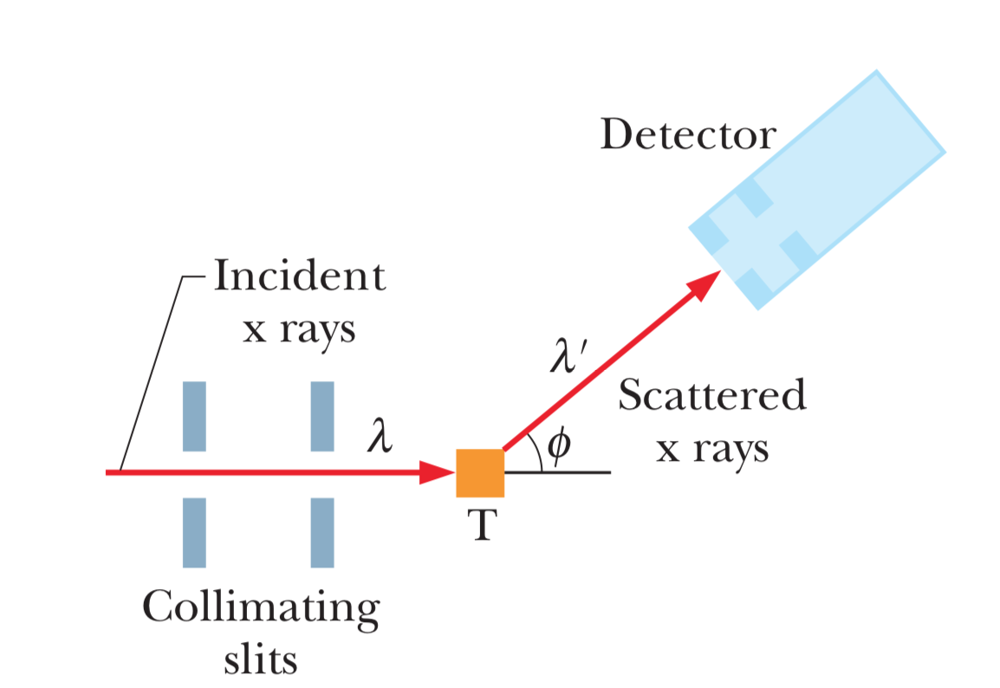 Detector
Incident
x rays
λ′
λ
Scattered
x rays
ϕ
T
Collimating
slits